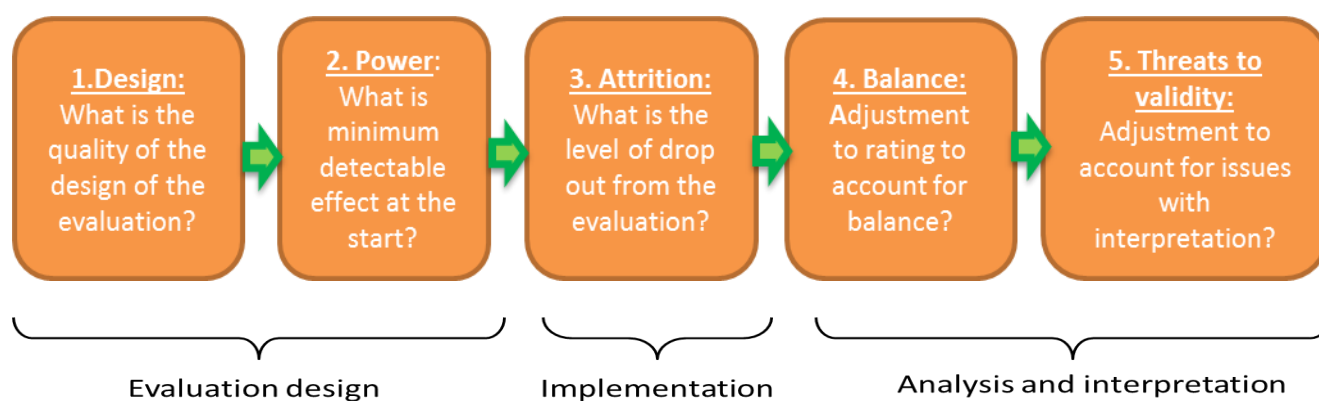 1.Design:
What is the
quality of the
design of the
evaluation?
2. Power:
What is
minimum
detectable
effect at the
start?
3. Attrition:
What is the
level of drop
out from the
evaluation?
4. Balance:
Adjustment
to rating to
account for
balance?
5. Threats to
validity:
Adjustment to
account for issues
with
interpretation?
Evaluation design
Implementation
Analysis and interpretation